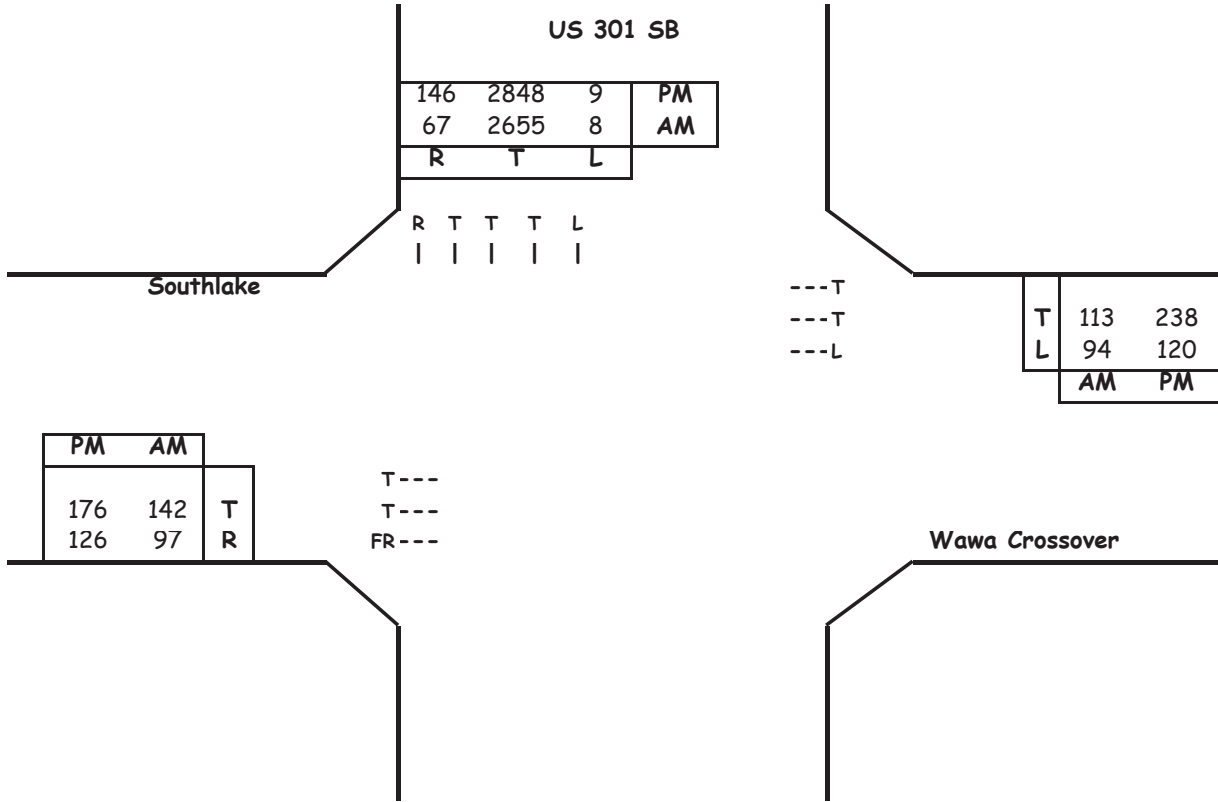 US 301 SB
146 2848 9 PM
67 2655 8 AM
R T L
R T T T L
| | | | |
Southlake
---T
---T
---L
T 113 238
L 94 120
AM PM
PM AM
176 142 T
126 97 R
T---
T---
FR---
Wawa Crossover